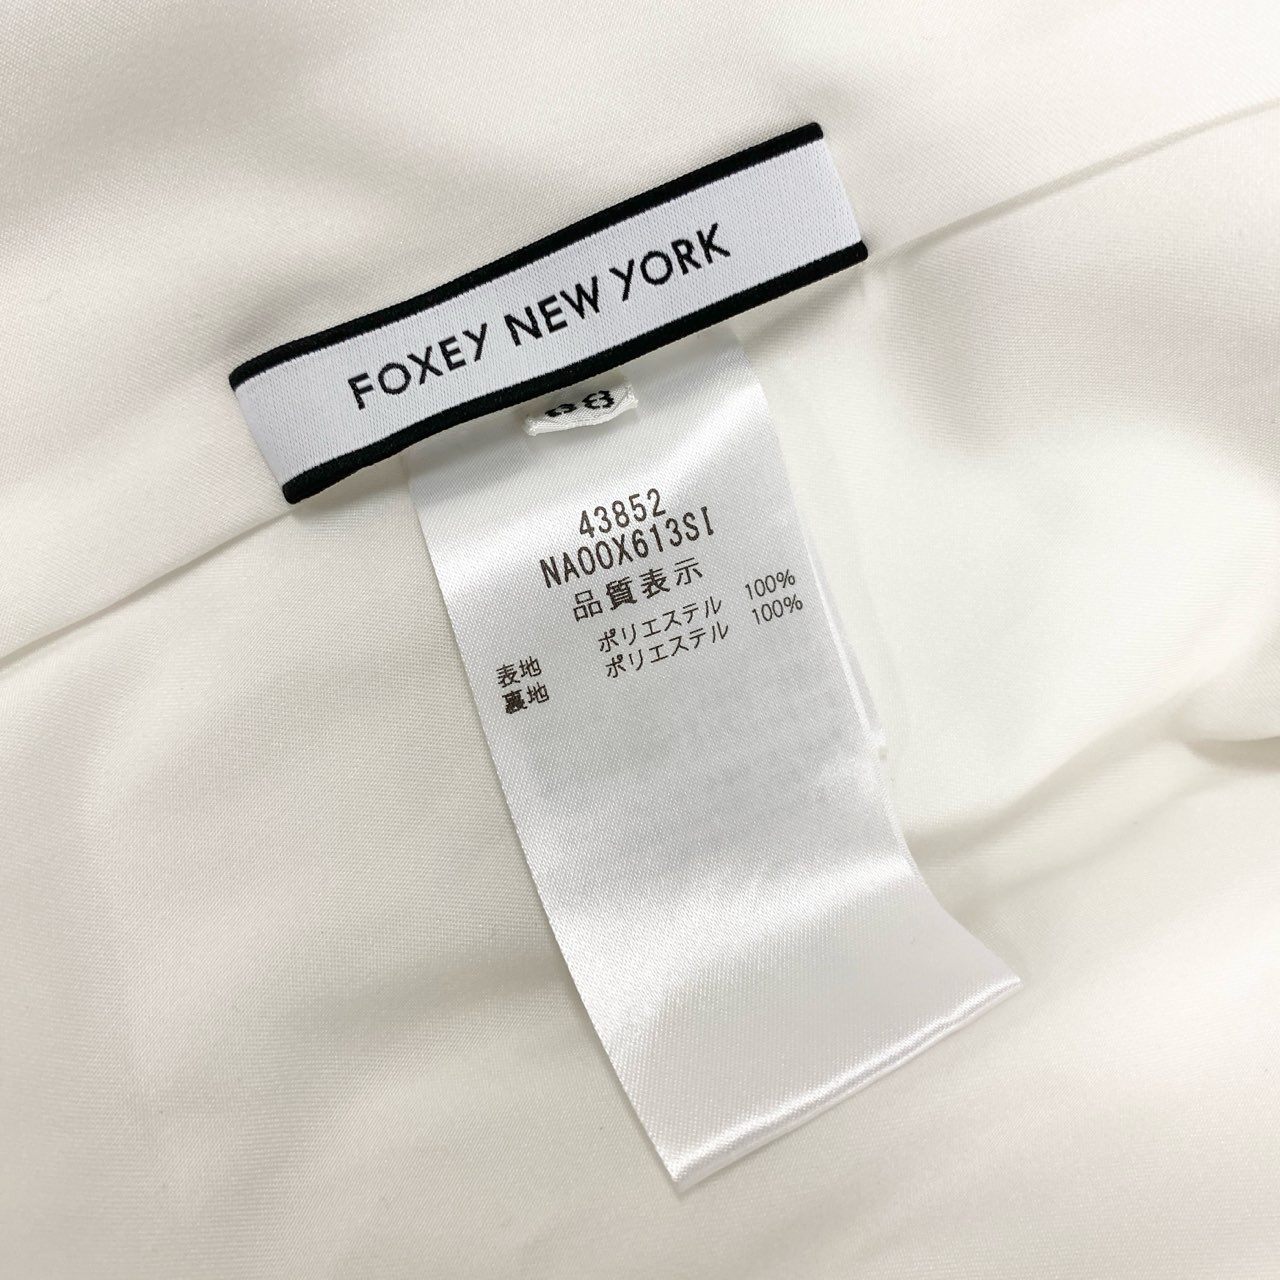 FOXEY NEW YORK
43852
NA00X613SI
品質表示
表地 ポリエステル 100%
裏地 ポリエステル 100%